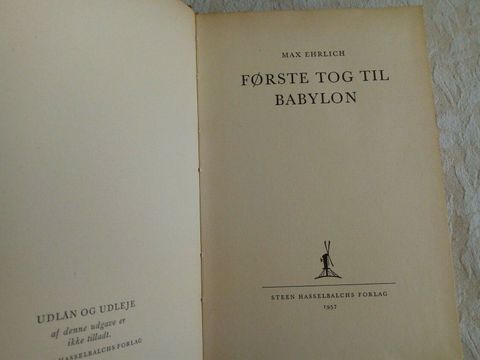 UDLÅN OG UDLEJE
af denne udgave er
ikke tilladt.
HASSELBALCHS FORLAG
MAX EHRLICH
FØRSTE TOG TIL
BABYLON
STEEN HASSELBALCHS FORLAG
1957